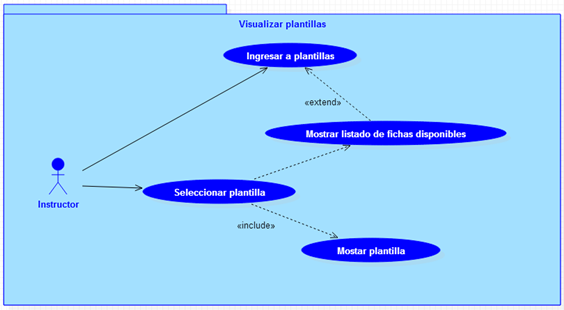 Visualizar plantillas
Ingresar a plantillas
«extend»
Mostrar listado de fichas disponibles
Seleccionar plantilla
Instructor
«include»
Mostar plantilla